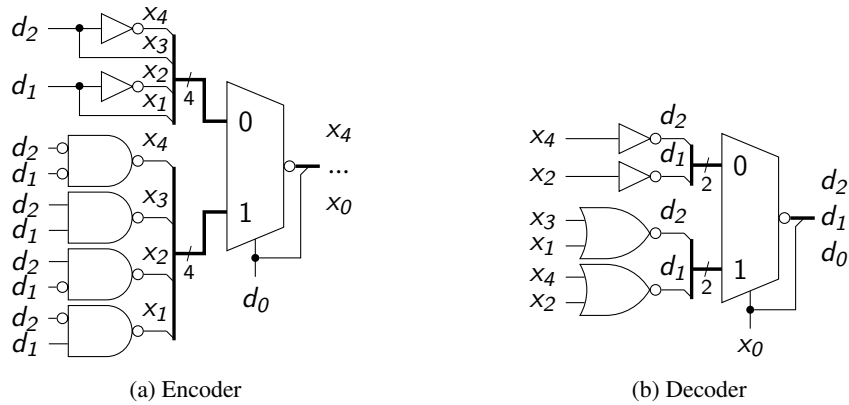 d2
x4
x3
d1
x2
x1
4
0
d2
d1
x4
d2
d1
x3
d2
d1
x2
d2
d1
x1
4
1
x4
...
x0
d0
(a) Encoder
x4
d2
x2
d1
2
0
x3
x1
d2
x4
x2
d1
2
1
d2
d1
d0
x0
(b) Decoder